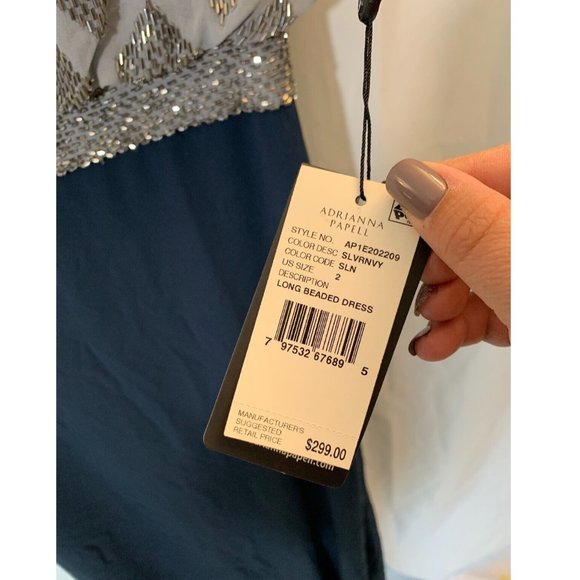 ADRIANNA
PAPELL
STYLE NO. AP1E202209
COLOR DESC SLVRNVY
COLOR CODE SLN
US SIZE 2
DESCRIPTION
LONG BEADED DRESS
7 97532 67689 5
MANUFACTURER'S
SUGGESTED
RETAIL PRICE $299.00